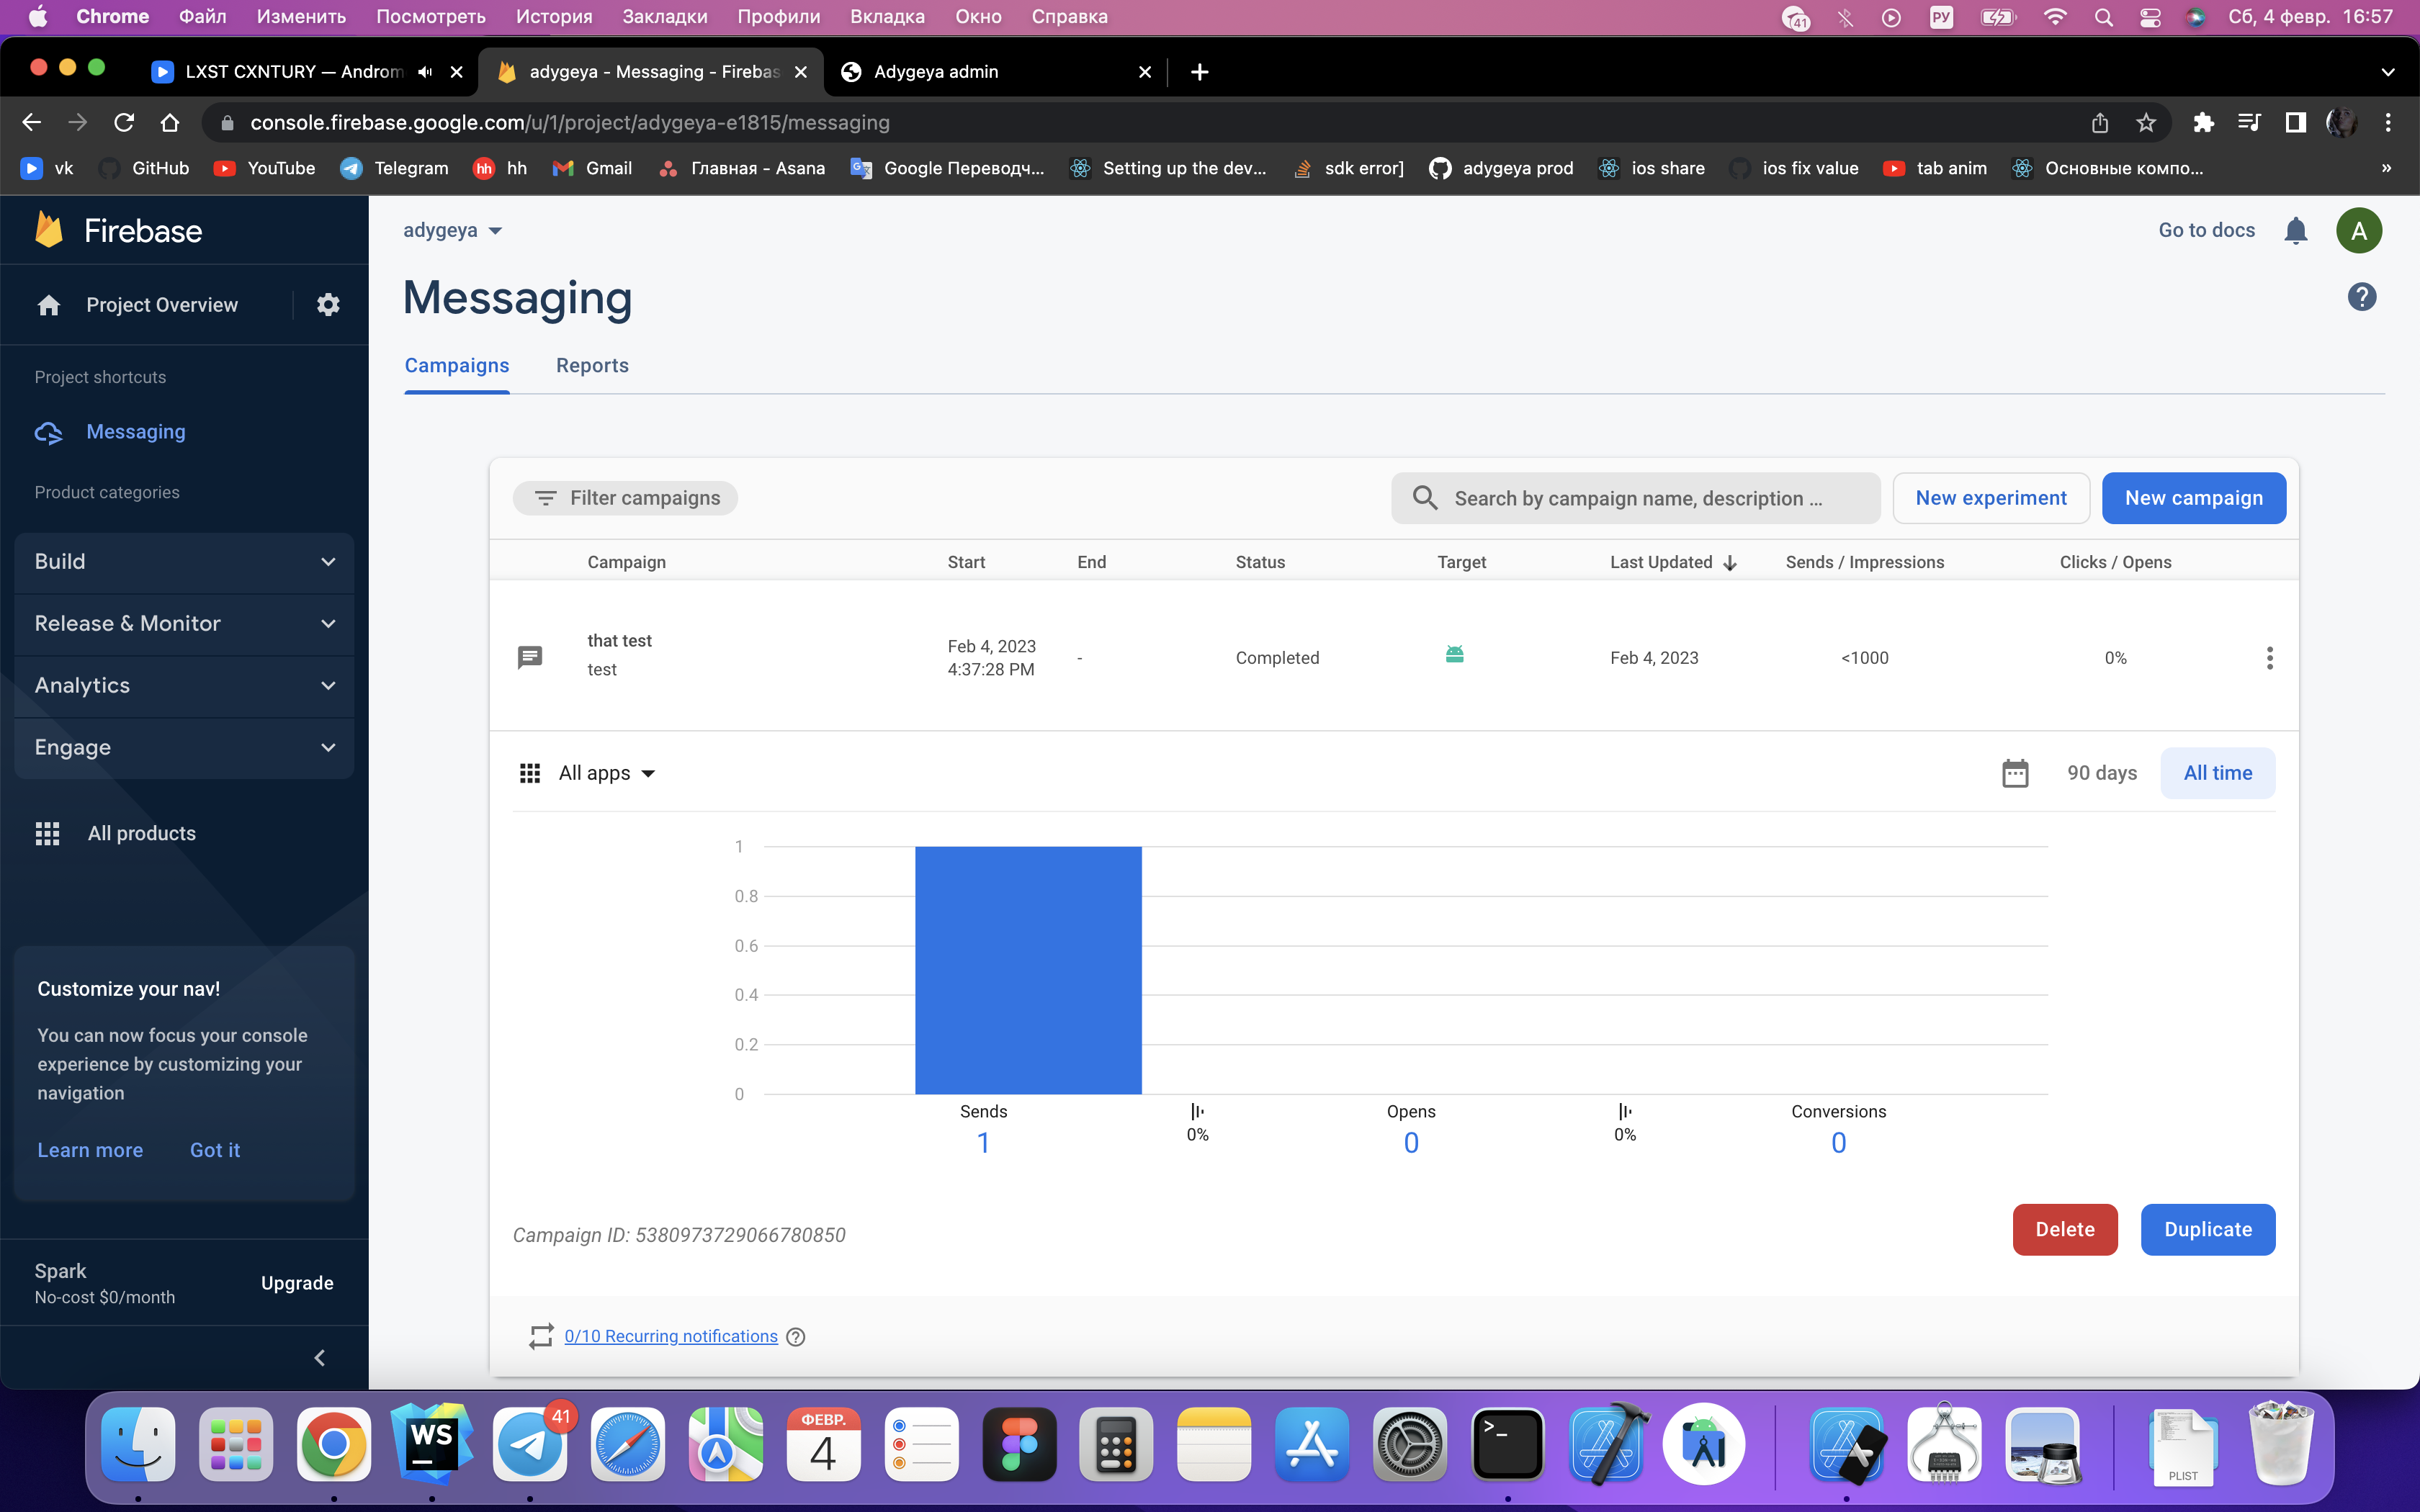 Chrome Файл Изменить Посмотреть История Закладки Профили Вкладка Окно Справка 41 РУ Сб, 4 февр. 16:57
LXST CXNTURY — Androm
adygeya - Messaging - Firebas
Adygeya admin
console.firebase.google.com/u/1/project/adygeya-e1815/messaging
vk GitHub YouTube Telegram hh hh Gmail Главная - Asana Google Переводч... Setting up the dev... sdk error] adygeya prod ios share ios fix value tab anim Основные компо... »
Firebase
adygeya
Go to docs
A
Project Overview
Messaging
?
Campaigns Reports
Project shortcuts
Messaging
Product categories
Build
Release & Monitor
Analytics
Engage
All products
Customize your nav!
You can now focus your console
experience by customizing your
navigation
Learn more Got it
Spark
No-cost $0/month
Upgrade
Filter campaigns
Search by campaign name, description ...
New experiment
New campaign
Campaign Start End Status Target Last Updated Sends / Impressions Clicks / Opens
that test
test
Feb 4, 2023
4:37:28 PM
-
Completed
Feb 4, 2023
<1000
0%
All apps
90 days
All time
1
0.8
0.6
0.4
0.2
0
Sends Opens Conversions
0% 0%
1 0 0
Campaign ID: 5380973729066780850
Delete
Duplicate
0/10 Recurring notifications ?
WS
41
ФЕВР.
4
>_
PLIST